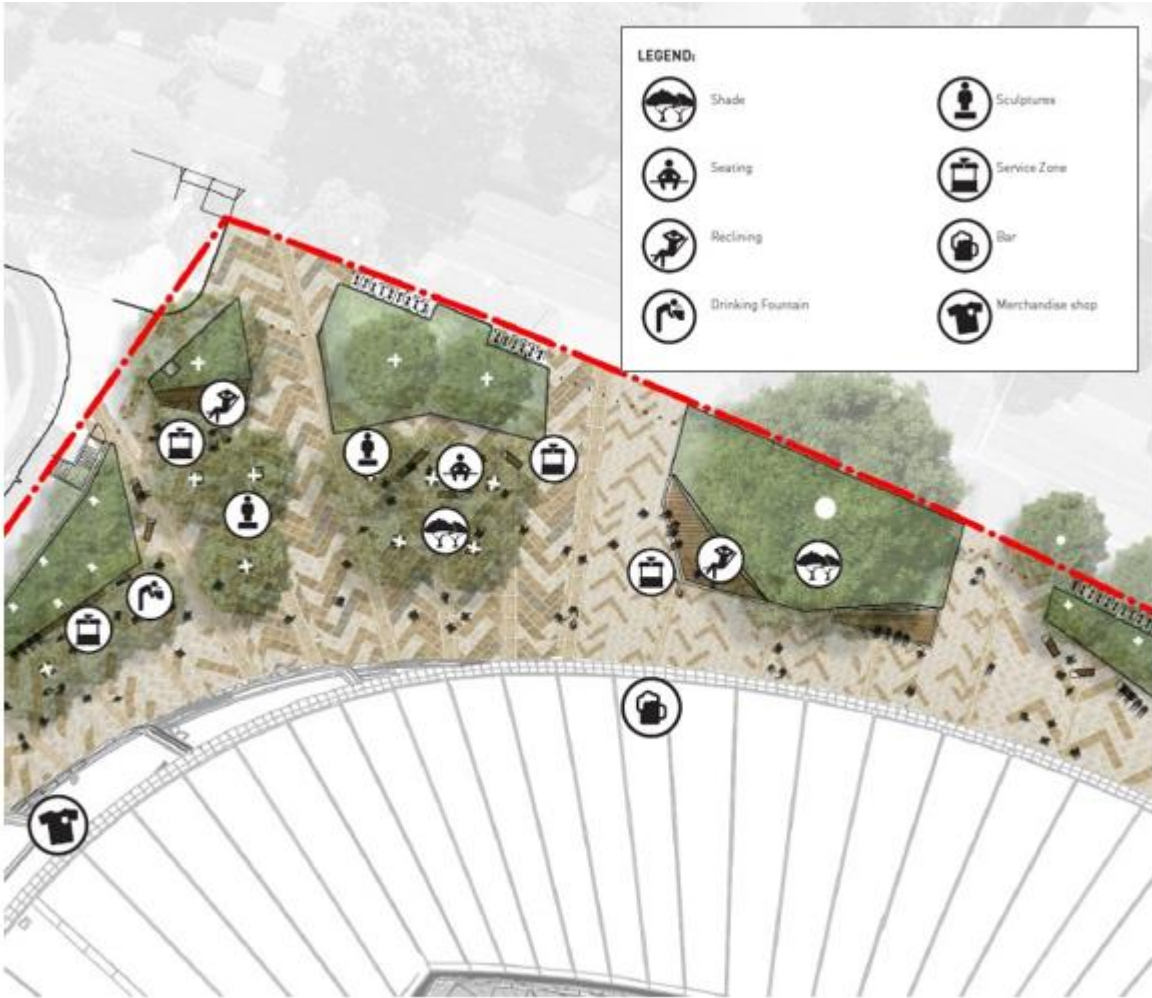 LEGEND:
Shade
Sculptures
Seating
Service Zone
Reclining
Bar
Drinking Fountain
Merchandise shop